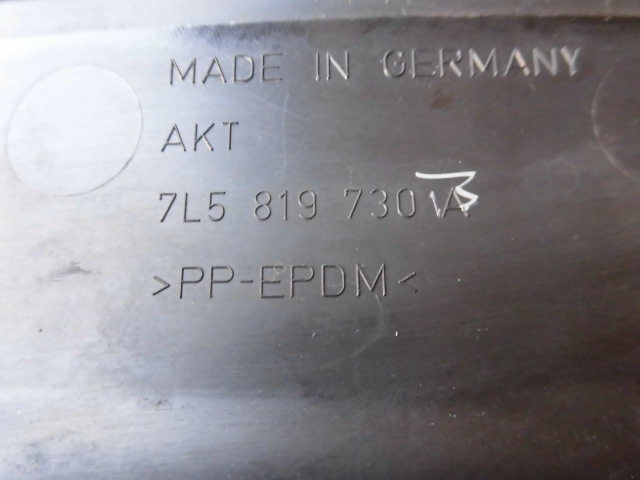 MADE IN GERMANY
AKT
7L5 819 730 A
>PP-EPDM<